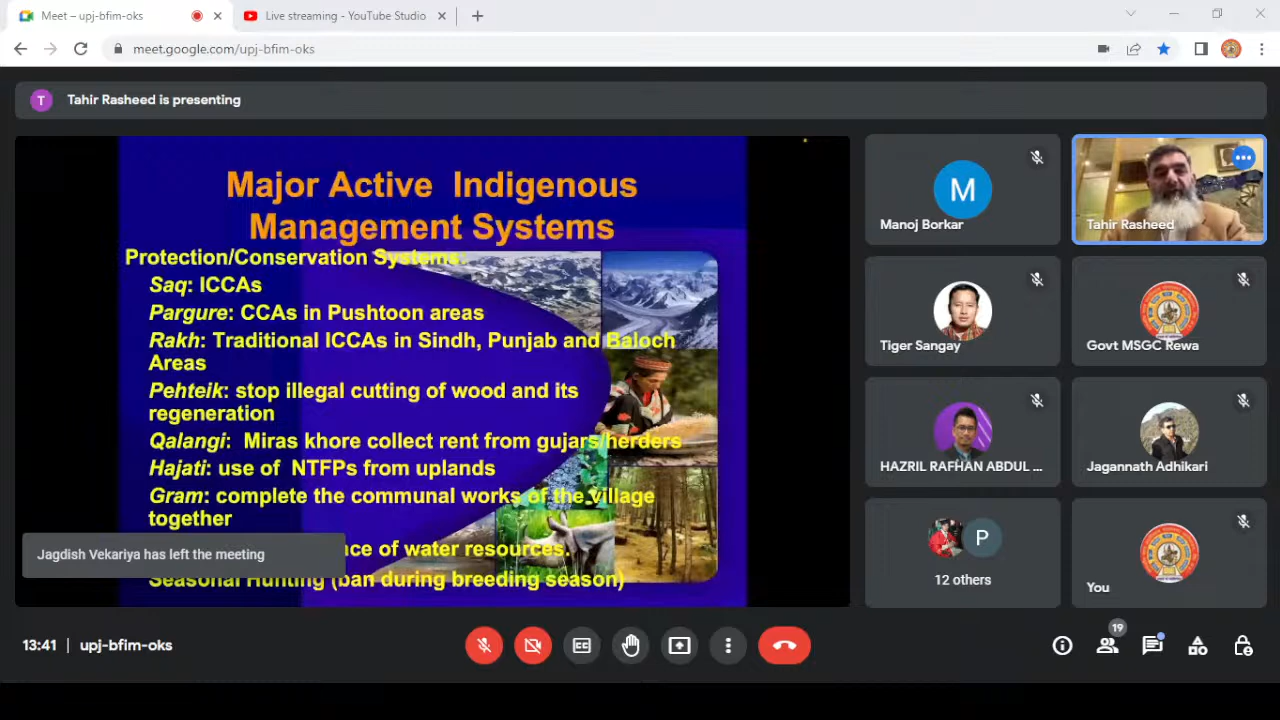 Meet – upj-bfim-oks
Live streaming - YouTube Studio
meet.google.com/upj-bfim-oks
T
Tahir Rasheed is presenting
Major Active Indigenous
Management Systems
Protection/Conservation Systems:
Saq: ICCAs
Pargure: CCAs in Pushtoon areas
Rakh: Traditional ICCAs in Sindh, Punjab and Baloch
Areas
Pehteik: stop illegal cutting of wood and its
regeneration
Qalangi: Miras khore collect rent from gujars/herders
Hajati: use of NTFPs from uplands
Gram: complete the communal works of the village
together
of water resources.
Seasonal Hunting (ban during breeding season)
Jagdish Vekariya has left the meeting
M
Manoj Borkar
Tahir Rasheed
Tiger Sangay
Govt MSGC Rewa
HAZRIL RAFHAN ABDUL ...
Jagannath Adhikari
P
12 others
You
13:41 | upj-bfim-oks
19